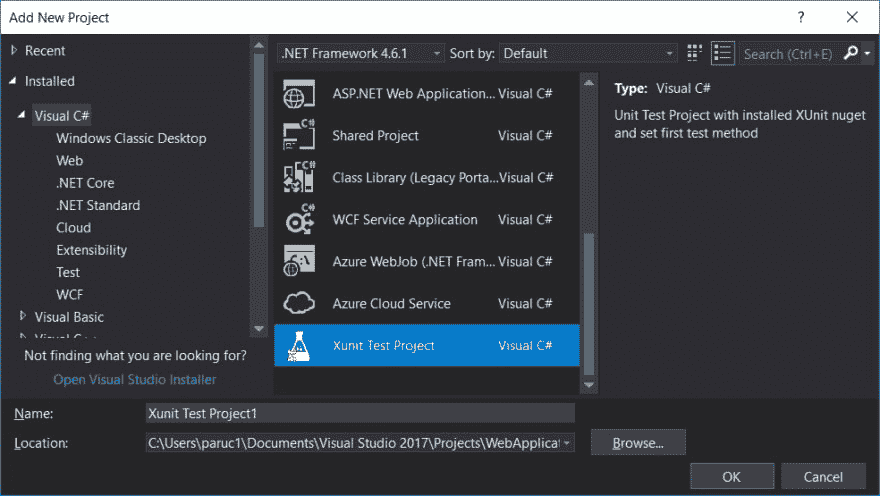 Add New Project
Recent
Installed
Visual C#
Windows Classic Desktop
Web
.NET Core
.NET Standard
Cloud
Extensibility
Test
WCF
Visual Basic
Visual C++
Not finding what you are looking for?
Open Visual Studio Installer
.NET Framework 4.6.1
Sort by: Default
Search (Ctrl+E)
ASP.NET Web Application... Visual C#
Shared Project Visual C#
Class Library (Legacy Porta... Visual C#
WCF Service Application Visual C#
Azure WebJob (.NET Fram... Visual C#
Azure Cloud Service Visual C#
Xunit Test Project Visual C#
Type: Visual C#
Unit Test Project with installed XUnit nuget
and set first test method
Name: Xunit Test Project1
Location: C:\Users\paruc1\Documents\Visual Studio 2017\Projects\WebApplicat
Browse...
OK Cancel